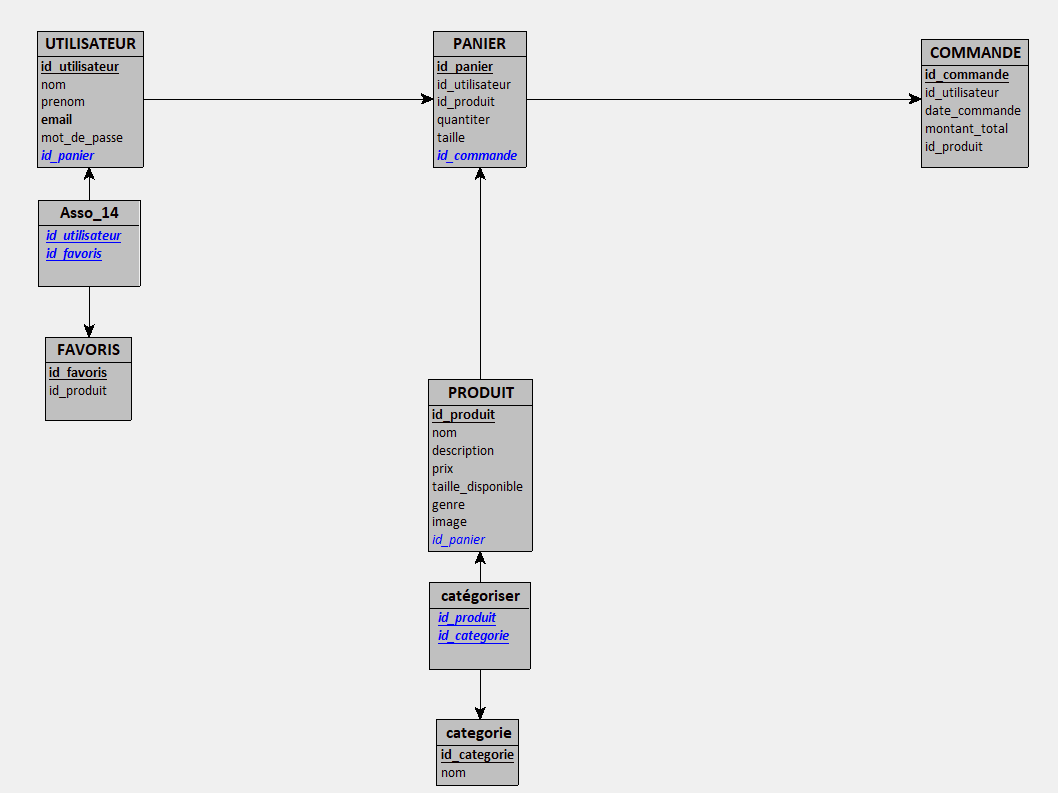 UTILISATEUR
id_utilisateur
nom
prenom
email
mot_de_passe
id_panier
PANIER
id_panier
id_utilisateur
id_produit
quantiter
taille
id_commande
COMMANDE
id_commande
id_utilisateur
date_commande
montant_total
id_produit
Asso_14
id_utilisateur
id_favoris
FAVORIS
id_favoris
id_produit
PRODUIT
id_produit
nom
description
prix
taille_disponible
genre
image
id_panier
catégoriser
id_produit
id_categorie
categorie
id_categorie
nom